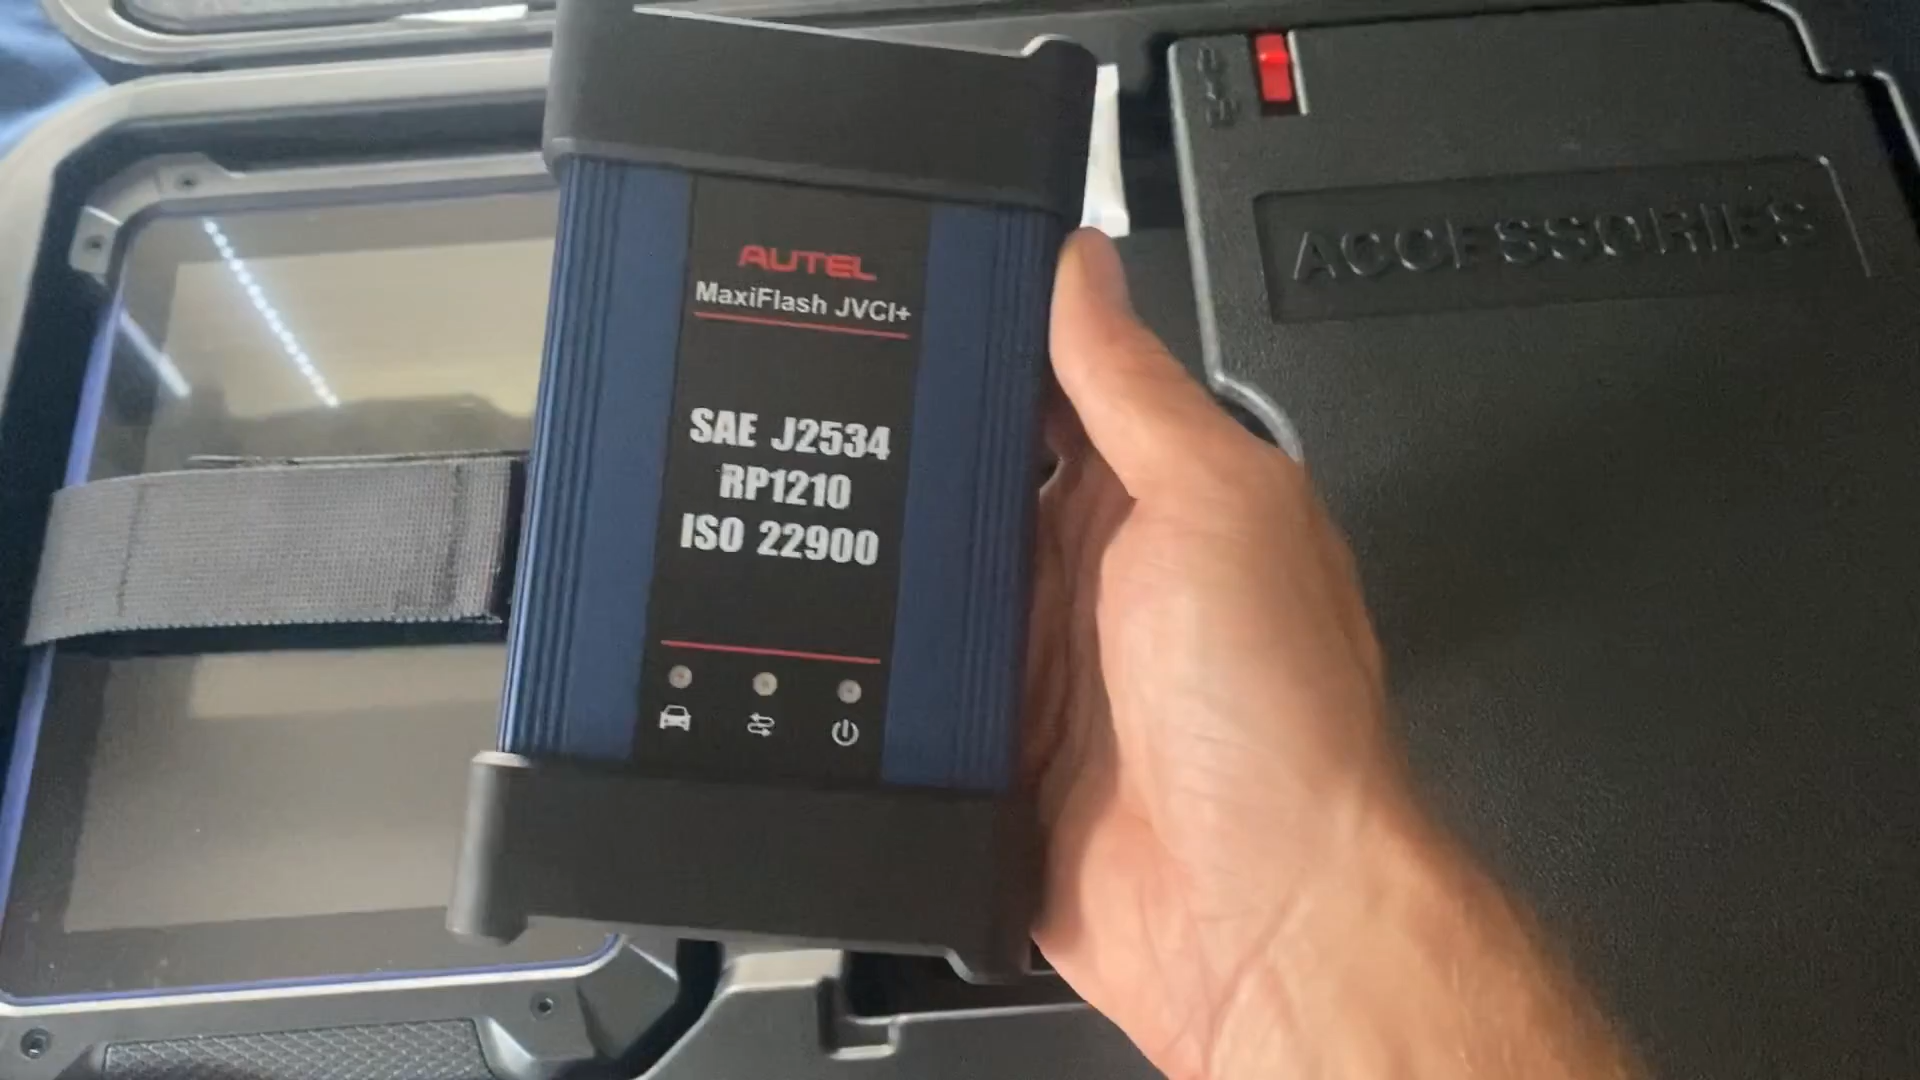 AUTEL
MaxiFlash JVCI+
SAE J2534
RP1210
ISO 22900
ACCESSORIES